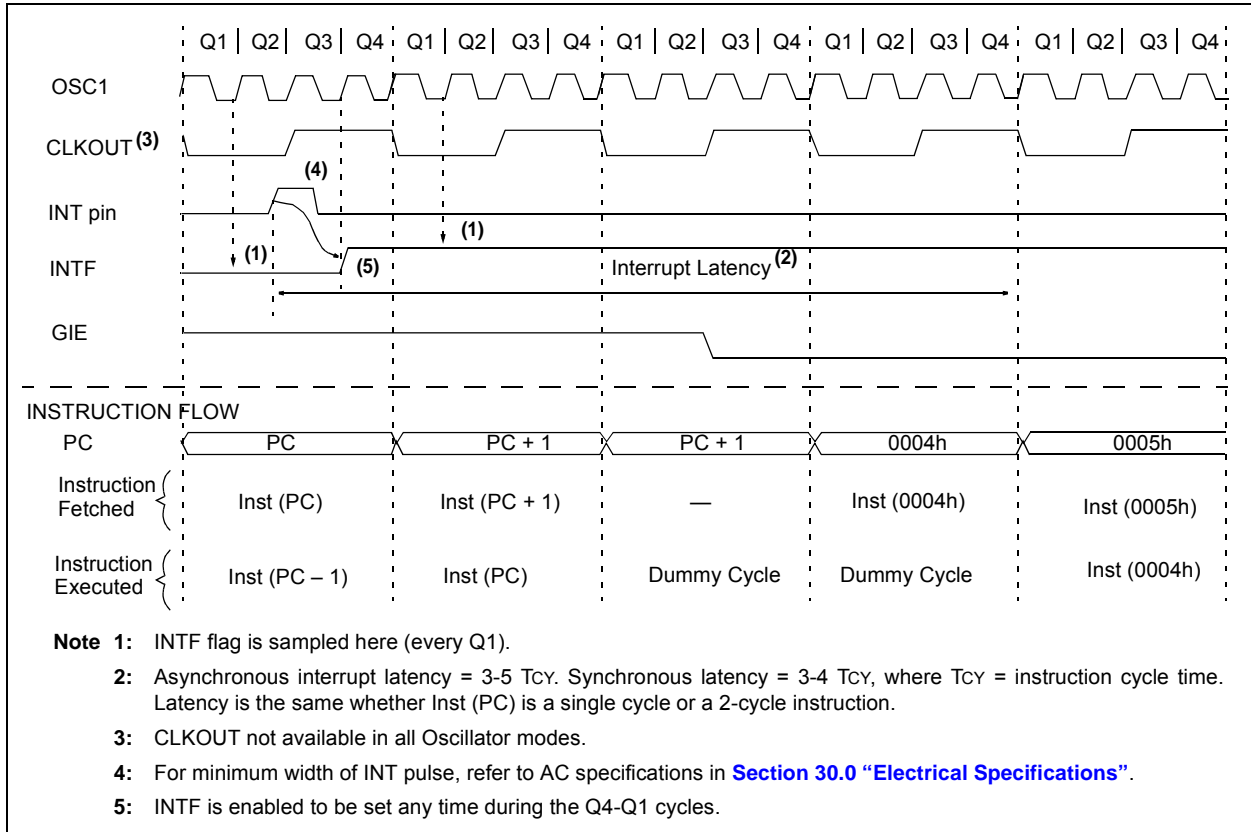 Q1 Q2 Q3 Q4 Q1 Q2 Q3 Q4 Q1 Q2 Q3 Q4 Q1 Q2 Q3 Q4 Q1 Q2 Q3 Q4
OSC1
CLKOUT (3)
(4)
INT pin
(1)
(1)
INTF
(5)
Interrupt Latency (2)
GIE
INSTRUCTION FLOW
PC PC PC + 1 PC + 1 0004h 0005h
Instruction
Fetched
Inst (PC) Inst (PC + 1) — Inst (0004h) Inst (0005h)
Instruction
Executed
Inst (PC – 1) Inst (PC) Dummy Cycle Dummy Cycle Inst (0004h)
Note 1: INTF flag is sampled here (every Q1).
2: Asynchronous interrupt latency = 3-5 TCY. Synchronous latency = 3-4 TCY, where TCY = instruction cycle time.
Latency is the same whether Inst (PC) is a single cycle or a 2-cycle instruction.
3: CLKOUT not available in all Oscillator modes.
4: For minimum width of INT pulse, refer to AC specifications in Section 30.0 “Electrical Specifications”.
5: INTF is enabled to be set any time during the Q4-Q1 cycles.